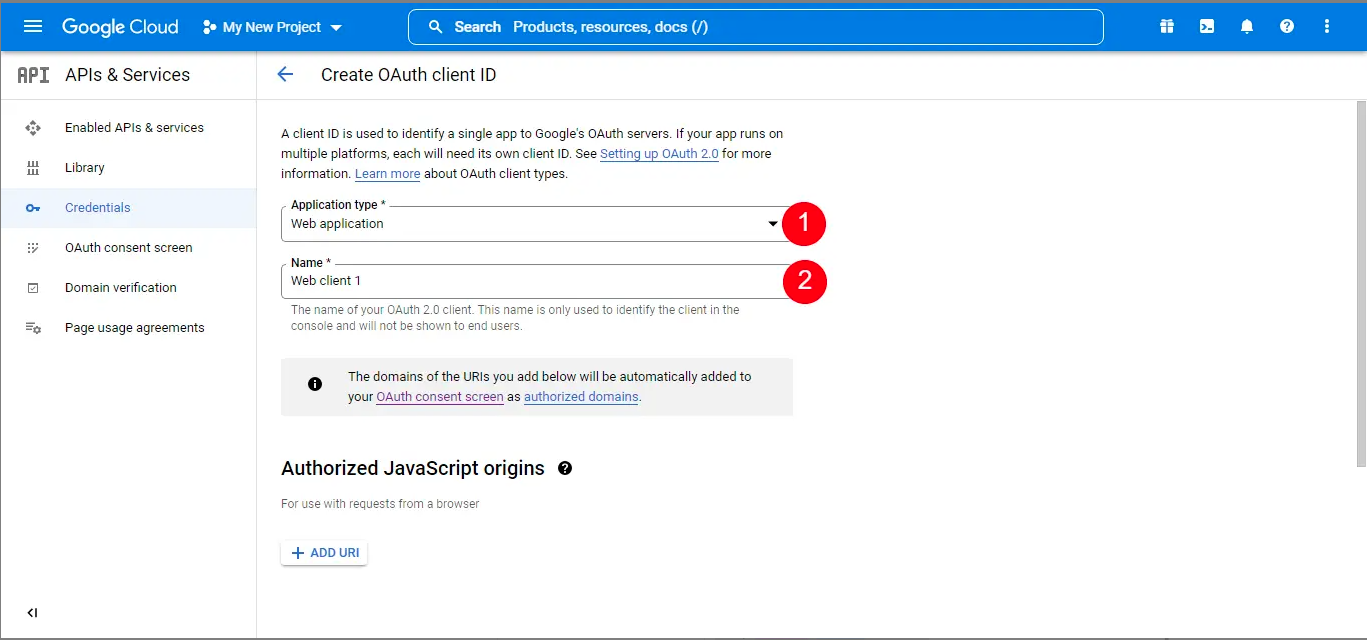 Google Cloud
My New Project
Search Products, resources, docs (/)
API APIs & Services
Create OAuth client ID
Enabled APIs & services
Library
Credentials
OAuth consent screen
Domain verification
Page usage agreements
A client ID is used to identify a single app to Google's OAuth servers. If your app runs on
multiple platforms, each will need its own client ID. See Setting up OAuth 2.0 for more
information. Learn more about OAuth client types.
Application type *
Web application
1
Name *
Web client 1
2
The name of your OAuth 2.0 client. This name is only used to identify the client in the
console and will not be shown to end users.
The domains of the URIs you add below will be automatically added to
your OAuth consent screen as authorized domains.
Authorized JavaScript origins
For use with requests from a browser
+ ADD URI